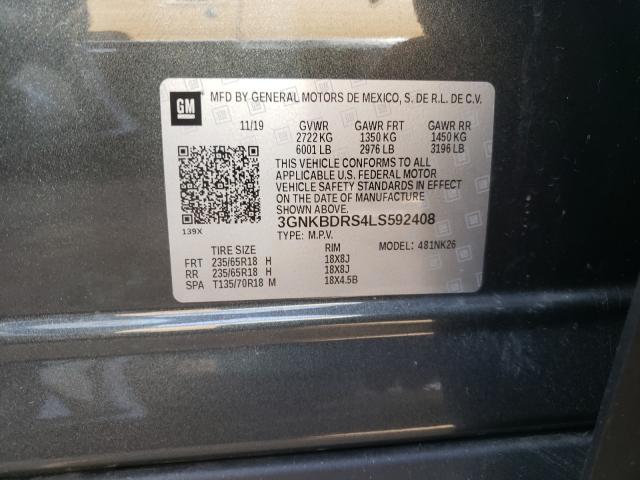 GM MFD BY GENERAL MOTORS DE MEXICO, S. DE R.L. DE C.V.
11/19 GVWR GAWR FRT GAWR RR
2722 KG 1350 KG 1450 KG
6001 LB 2976 LB 3196 LB
THIS VEHICLE CONFORMS TO ALL
APPLICABLE U.S. FEDERAL MOTOR
VEHICLE SAFETY STANDARDS IN EFFECT ON
THE DATE OF MANUFACTURE
3GNKBDRS4LS592408
139X
TYPE: M.P.V. MODEL: 481NK26
TIRE SIZE RIM
FRT 235/65R18 H 18X8J
RR 235/65R18 H 18X8J
SPA T135/70R18 M 18X4.5B